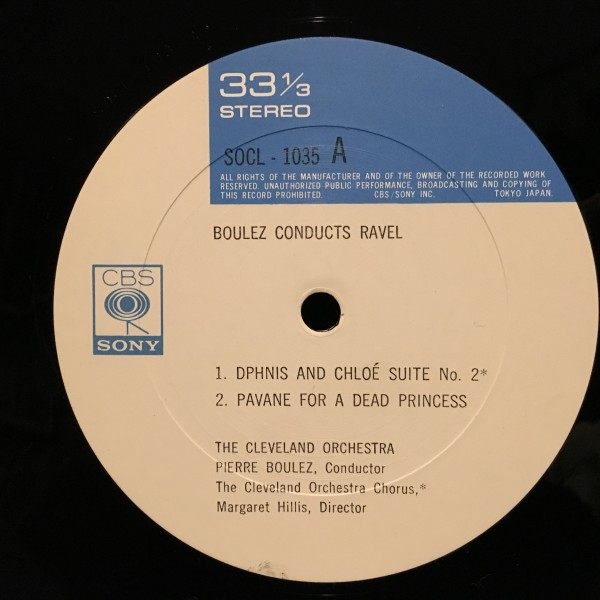 33 1/3
STEREO
SOCL - 1035 A
ALL RIGHTS OF THE MANUFACTURER AND OF THE OWNER OF THE RECORDED WORK
RESERVED. UNAUTHORIZED PUBLIC PERFORMANCE, BROADCASTING AND COPYING OF
THIS RECORD PROHIBITED. CBS/SONY INC. TOKYO JAPAN.
BOULEZ CONDUCTS RAVEL
CBS
SONY
1. DPHNIS AND CHLOÉ SUITE No. 2*
2. PAVANE FOR A DEAD PRINCESS
THE CLEVELAND ORCHESTRA
PIERRE BOULEZ, Conductor
The Cleveland Orchestra Chorus,*
Margaret Hillis, Director